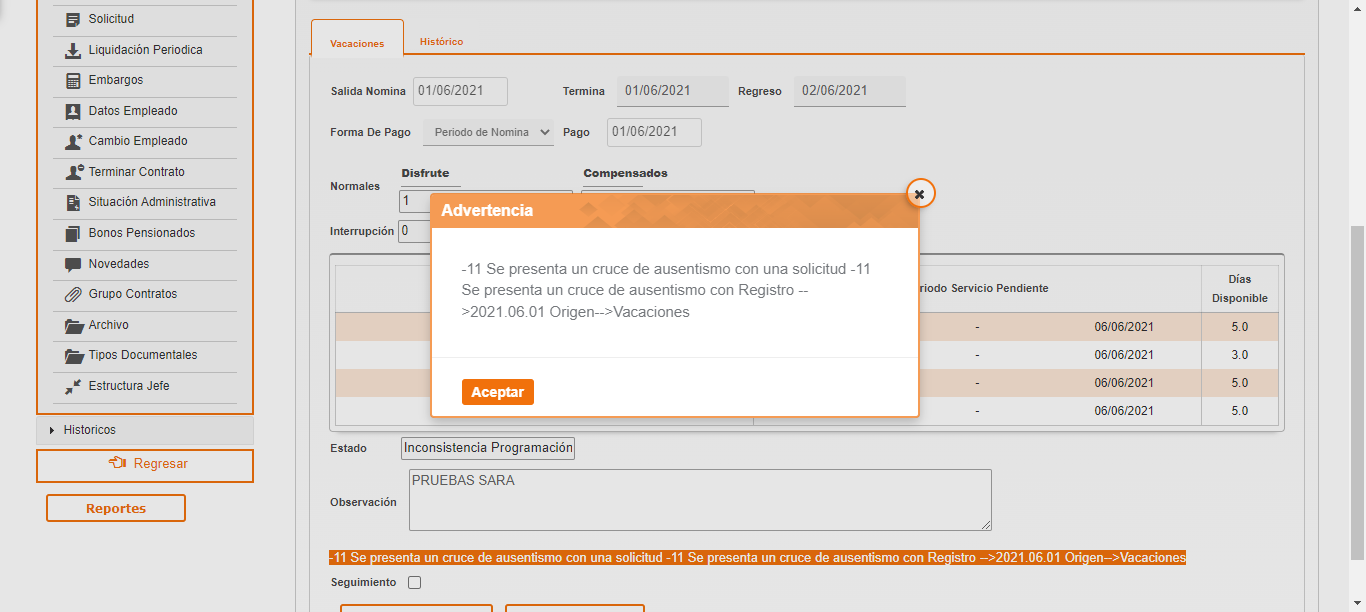 Solicitud
Liquidación Periodica
Embargos
Datos Empleado
Cambio Empleado
Terminar Contrato
Situación Administrativa
Bonos Pensionados
Novedades
Grupo Contratos
Archivo
Tipos Documentales
Estructura Jefe
Historicos
Regresar
Reportes
Vacaciones Histórico
Salida Nomina 01/06/2021 Termina 01/06/2021 Regreso 02/06/2021
Forma De Pago Periodo de Nomina Pago 01/06/2021
Disfrute Compensados
Normales 1
Interrupción 0
Advertencia
-11 Se presenta un cruce de ausentismo con una solicitud -11
Se presenta un cruce de ausentismo con Registro --
>2021.06.01 Origen-->Vacaciones
Aceptar
Servicio Pendiente Días Disponible
- 06/06/2021 5.0
- 06/06/2021 3.0
- 06/06/2021 5.0
- 06/06/2021 5.0
Estado Inconsistencia Programación
Observación PRUEBAS SARA
-11 Se presenta un cruce de ausentismo con una solicitud -11 Se presenta un cruce de ausentismo con Registro -->2021.06.01 Origen-->Vacaciones
Seguimiento